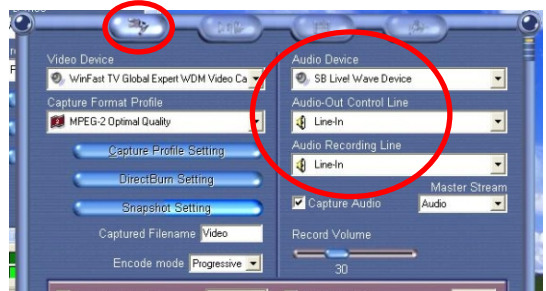 Video Device
WinFast TV Global Expert WDM Video Ca
Capture Format Profile
MPEG-2 Optimal Quality
Capture Profile Setting
DirectBurn Setting
Snapshot Setting
Captured Filename Video
Encode mode Progressive
Audio Device
SB Live! Wave Device
Audio-Out Control Line
Line-In
Audio Recording Line
Line-In
Master Stream
Capture Audio Audio
Record Volume
30